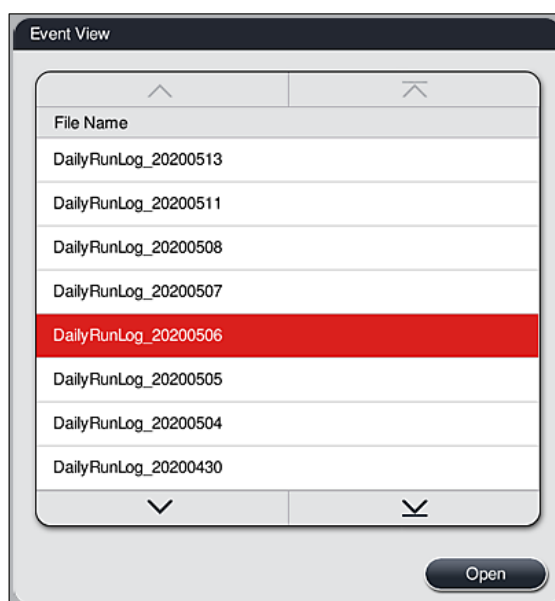 Event View
File Name
DailyRunLog_20200513
DailyRunLog_20200511
DailyRunLog_20200508
DailyRunLog_20200507
DailyRunLog_20200506
DailyRunLog_20200505
DailyRunLog_20200504
DailyRunLog_20200430
Open